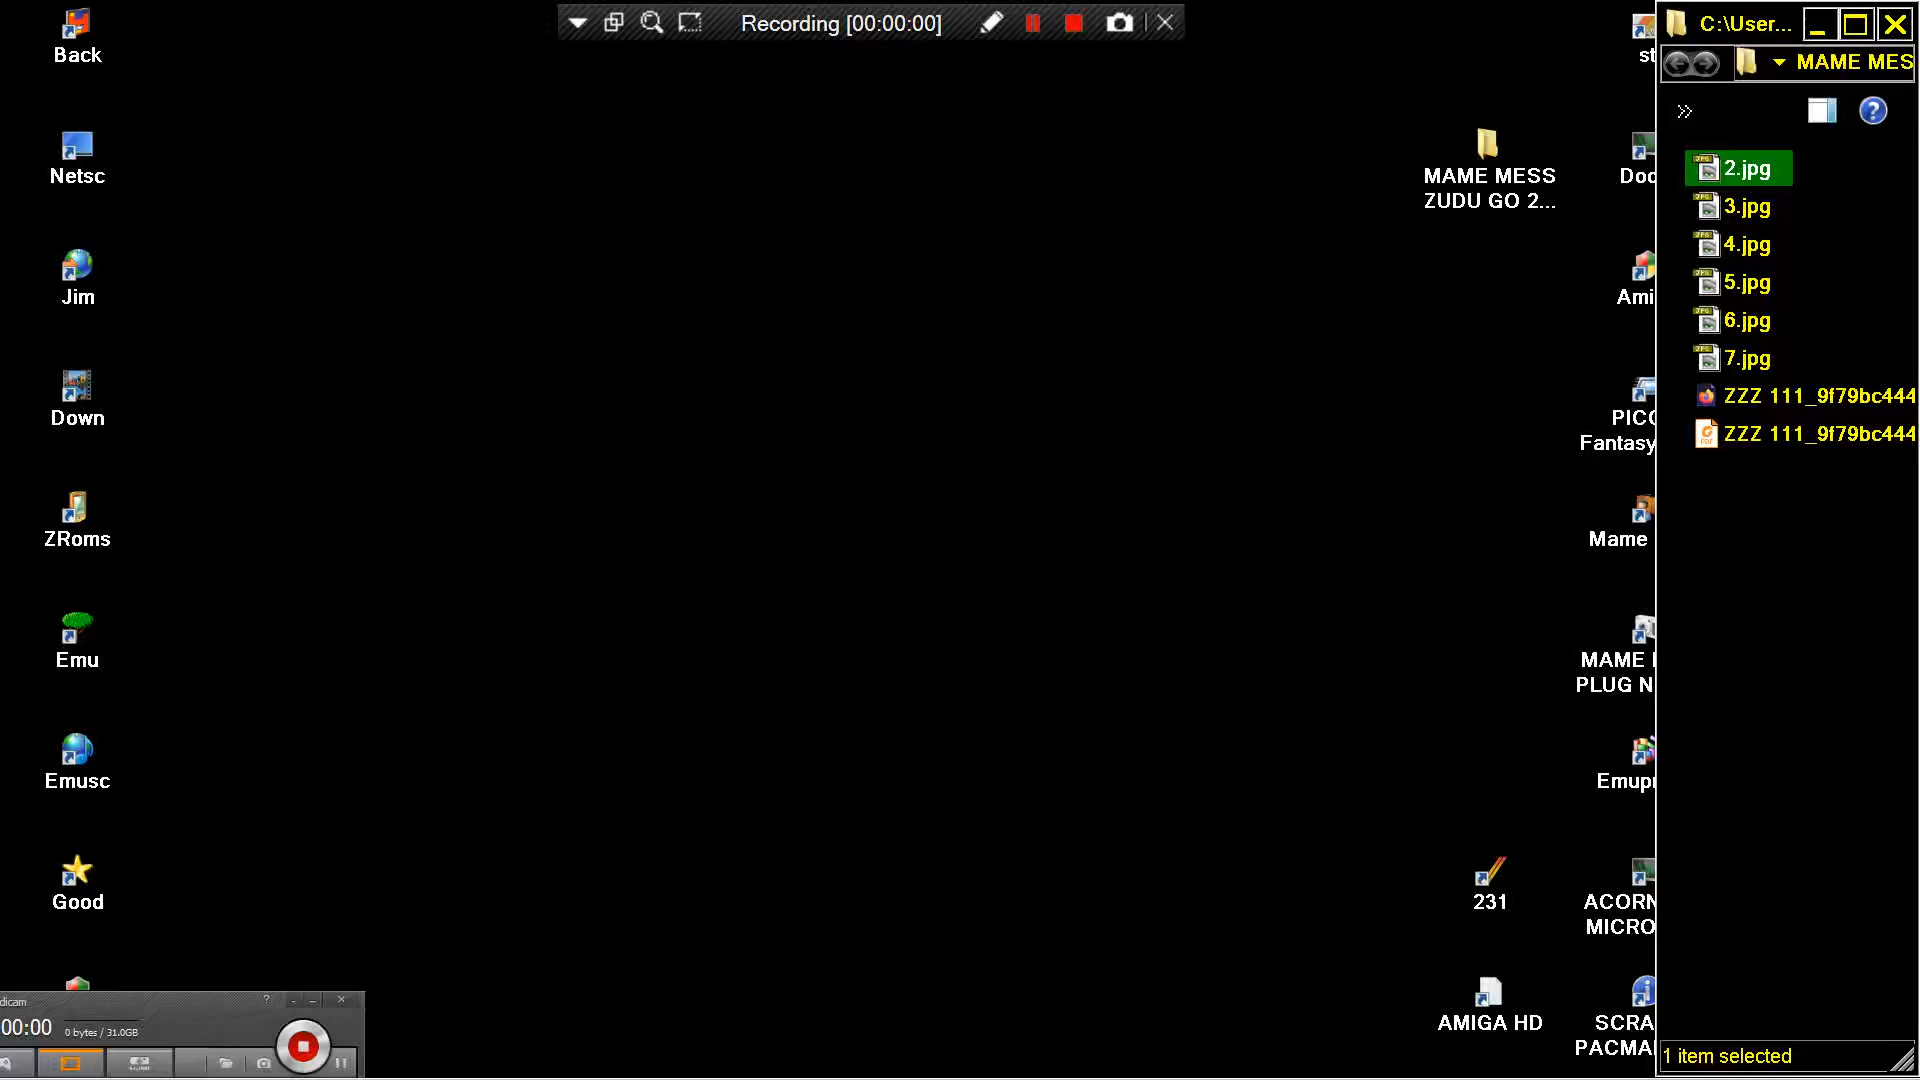 Recording [00:00:00]
Back
Netsc
Jim
Down
ZRoms
Emu
Emusc
Good
MAME MESS
ZUDU GO 2...
231
AMIGA HD
st
Doc
Ami
PICO
Fantasy
Mame
MAME
PLUG N
Emup
ACORN
MICRO
SCRA
PACMA
C:\User...
MAME MES
»
?
2.jpg
3.jpg
4.jpg
5.jpg
6.jpg
7.jpg
ZZZ 111_9f79bc444
ZZZ 111_9f79bc444
1 item selected
dicam
?
00:00
0 bytes / 31.0GB